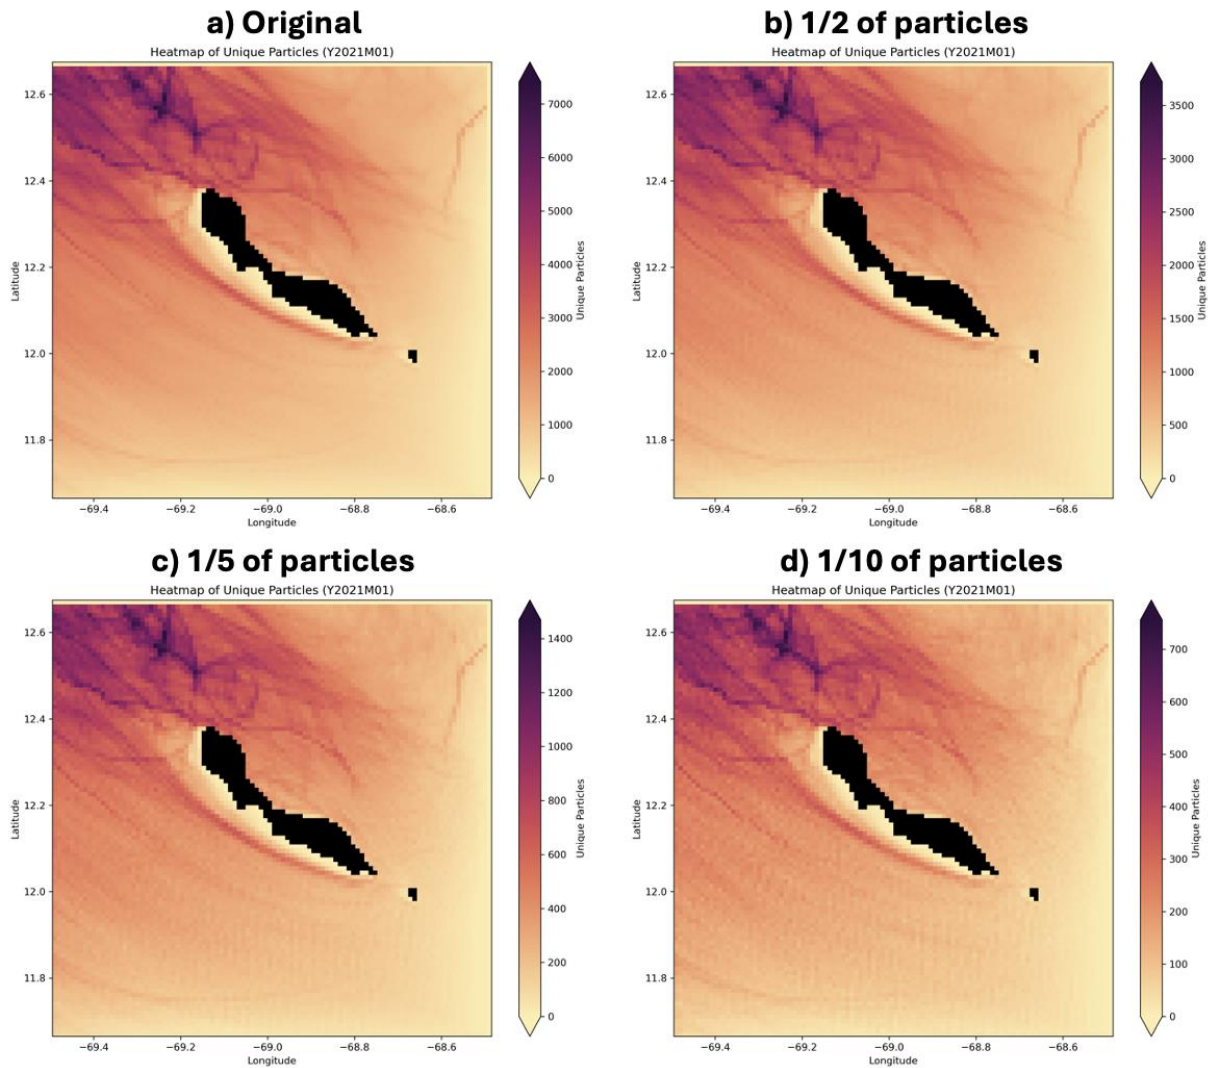 a) Original
Heatmap of Unique Particles (Y2021M01)
12.6
12.4
12.2
12.0
11.8
Latitude
−69.4 −69.2 −69.0 −68.8 −68.6
Longitude
7000
6000
5000
4000
3000
2000
1000
0
Unique Particles
b) 1/2 of particles
Heatmap of Unique Particles (Y2021M01)
12.6
12.4
12.2
12.0
11.8
Latitude
−69.4 −69.2 −69.0 −68.8 −68.6
Longitude
3500
3000
2500
2000
1500
1000
500
0
Unique Particles
c) 1/5 of particles
Heatmap of Unique Particles (Y2021M01)
12.6
12.4
12.2
12.0
11.8
Latitude
−69.4 −69.2 −69.0 −68.8 −68.6
Longitude
1400
1200
1000
800
600
400
200
0
Unique Particles
d) 1/10 of particles
Heatmap of Unique Particles (Y2021M01)
12.6
12.4
12.2
12.0
11.8
Latitude
−69.4 −69.2 −69.0 −68.8 −68.6
Longitude
700
600
500
400
300
200
100
0
Unique Particles